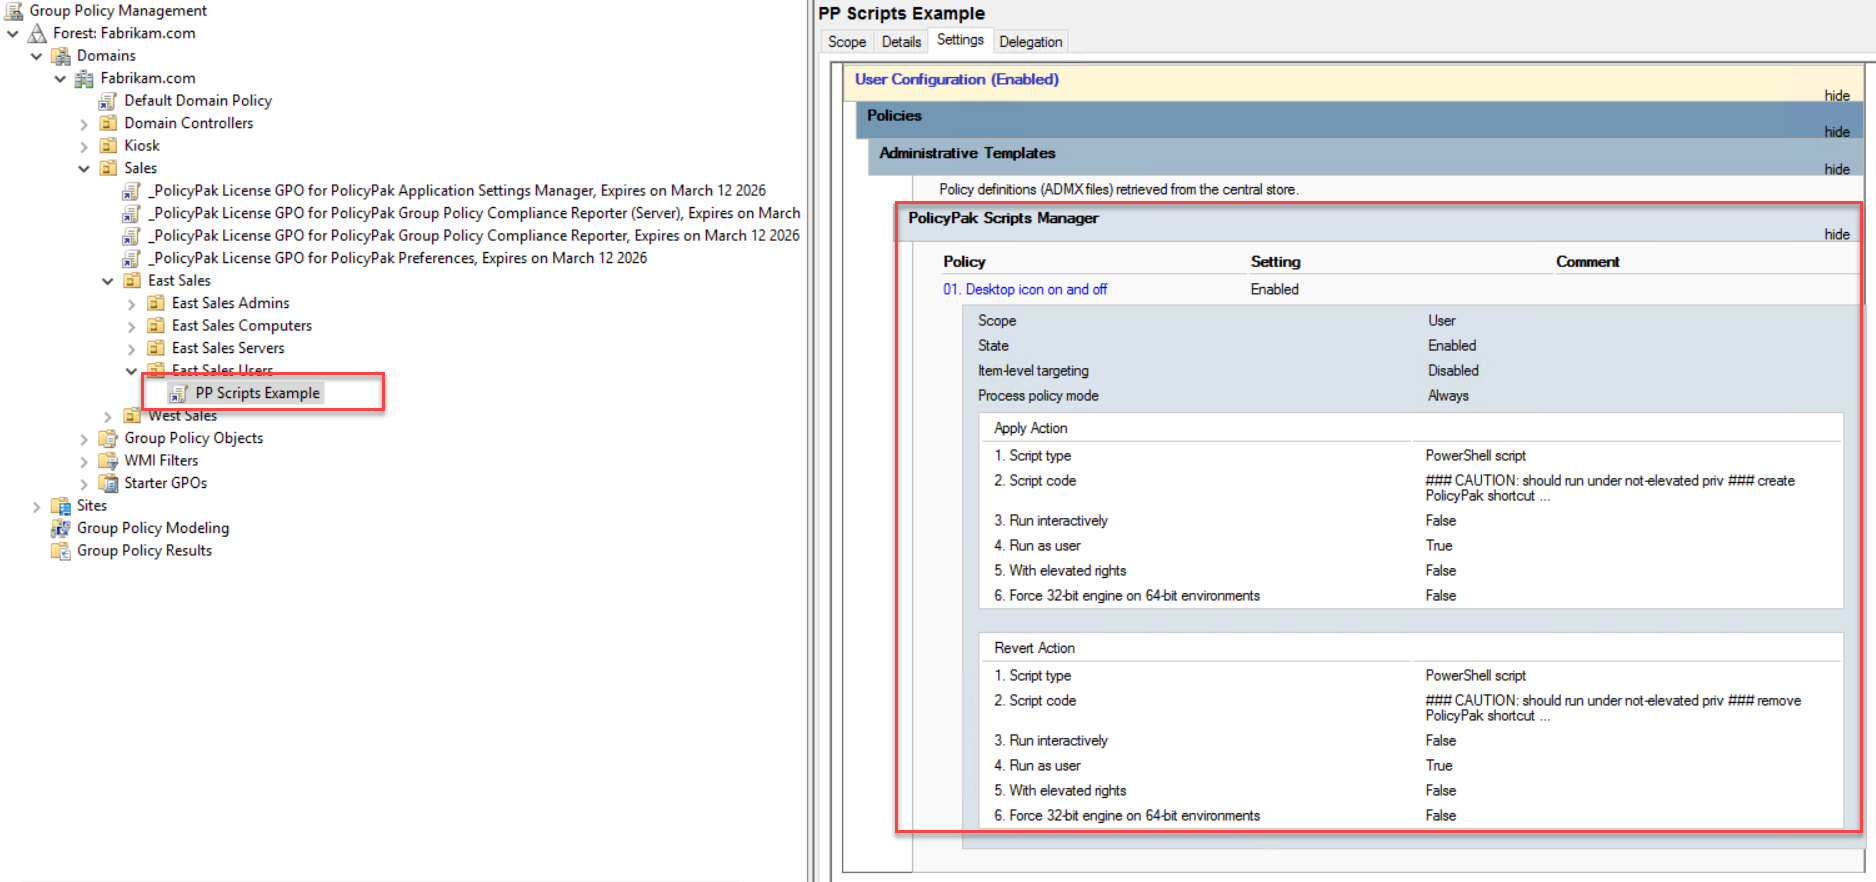 Group Policy Management
Forest: Fabrikam.com
Domains
Fabrikam.com
Default Domain Policy
Domain Controllers
Kiosk
Sales
_PolicyPak License GPO for PolicyPak Application Settings Manager, Expires on March 12 2026
_PolicyPak License GPO for PolicyPak Group Policy Compliance Reporter (Server), Expires on March
_PolicyPak License GPO for PolicyPak Group Policy Compliance Reporter, Expires on March 12 2026
_PolicyPak License GPO for PolicyPak Preferences, Expires on March 12 2026
East Sales
East Sales Admins
East Sales Computers
East Sales Servers
East Sales Users
PP Scripts Example
West Sales
Group Policy Objects
WMI Filters
Starter GPOs
Sites
Group Policy Modeling
Group Policy Results
PP Scripts Example
Scope Details Settings Delegation
User Configuration (Enabled)
hide
Policies
hide
Administrative Templates
hide
Policy definitions (ADMX files) retrieved from the central store.
PolicyPak Scripts Manager
hide
Policy Setting Comment
01. Desktop icon on and off Enabled
Scope User
State Enabled
Item-level targeting Disabled
Process policy mode Always
Apply Action
1. Script type PowerShell script
2. Script code ### CAUTION: should run under not-elevated priv ### create
PolicyPak shortcut ...
3. Run interactively False
4. Run as user True
5. With elevated rights False
6. Force 32-bit engine on 64-bit environments False
Revert Action
1. Script type PowerShell script
2. Script code ### CAUTION: should run under not-elevated priv ### remove
PolicyPak shortcut ...
3. Run interactively False
4. Run as user True
5. With elevated rights False
6. Force 32-bit engine on 64-bit environments False